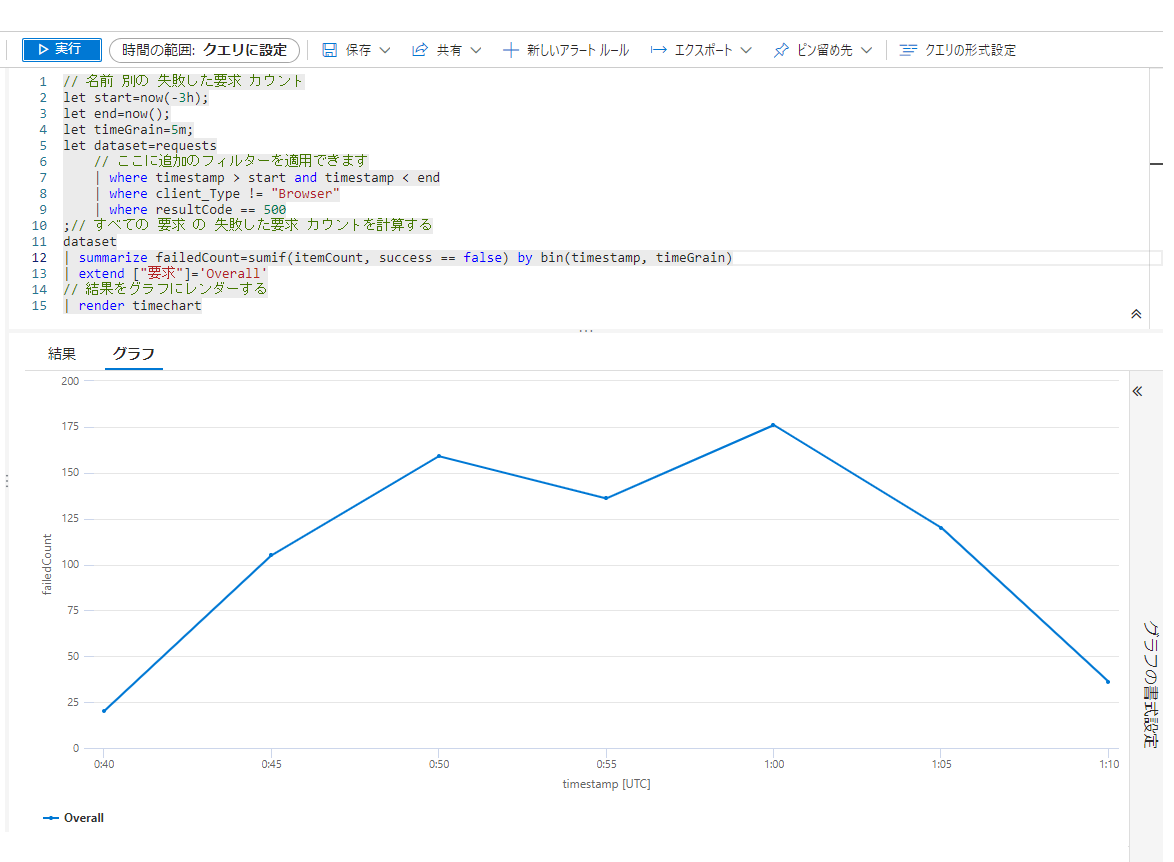 実行 時間の範囲: クエリに設定 保存 共有 新しいアラート ルール エクスポート ピン留め先 クエリの形式設定
1 // 名前 別の 失敗した要求 カウント
2 let start=now(-3h);
3 let end=now();
4 let timeGrain=5m;
5 let dataset=requests
6 // ここに追加のフィルターを適用できます
7 | where timestamp > start and timestamp < end
8 | where client_Type != "Browser"
9 | where resultCode == 500
10 ;// すべての 要求 の 失敗した要求 カウントを計算する
11 dataset
12 | summarize failedCount=sumif(itemCount, success == false) by bin(timestamp, timeGrain)
13 | extend ["要求"]='Overall'
14 // 結果をグラフにレンダーする
15 | render timechart
結果 グラフ
200
175
150
125
100
75
50
25
0
failedCount
0:40 0:45 0:50 0:55 1:00 1:05 1:10
timestamp [UTC]
Overall
グラフの書式設定